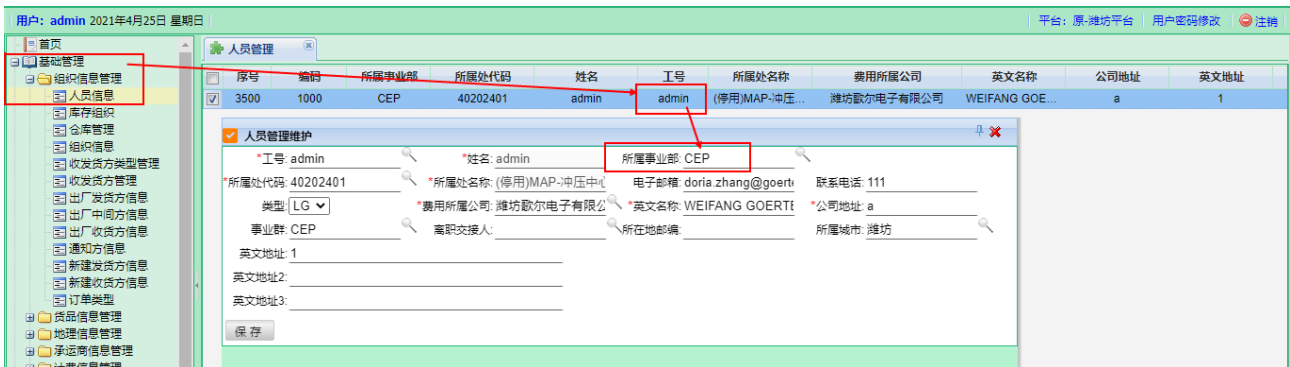 用户: admin 2021年4月25日 星期日
平台: 原-潍坊平台 用户密码修改 注销
首页
基础管理
组织信息管理
人员信息
库存组织
仓库管理
组织信息
收发货方类型管理
收发货方管理
出厂发货方信息
出厂中间方信息
出厂收货方信息
通知方信息
新建发货方信息
新建收货方信息
订单类型
货品信息管理
地理信息管理
承运商信息管理
计费信息管理
人员管理
序号 编码 所属事业部 所属处代码 姓名 工号 所属处名称 费用所属公司 英文名称 公司地址 英文地址
3500 1000 CEP 40202401 admin admin (停用)MAP-冲压... 潍坊歌尔电子有限公司 WEIFANG GOE... a 1
人员管理维护
*工号: admin *姓名: admin 所属事业部: CEP
*所属处代码: 40202401 *所属处名称: (停用)MAP-冲压中心 电子邮箱: doria.zhang@goerte 联系电话: 111
类型: LG *费用所属公司: 潍坊歌尔电子有限公 *英文名称: WEIFANG GOERTE *公司地址: a
事业群: CEP 离职交接人: 所在地邮编: 所属城市: 潍坊
英文地址: 1
英文地址2:
英文地址3:
保存